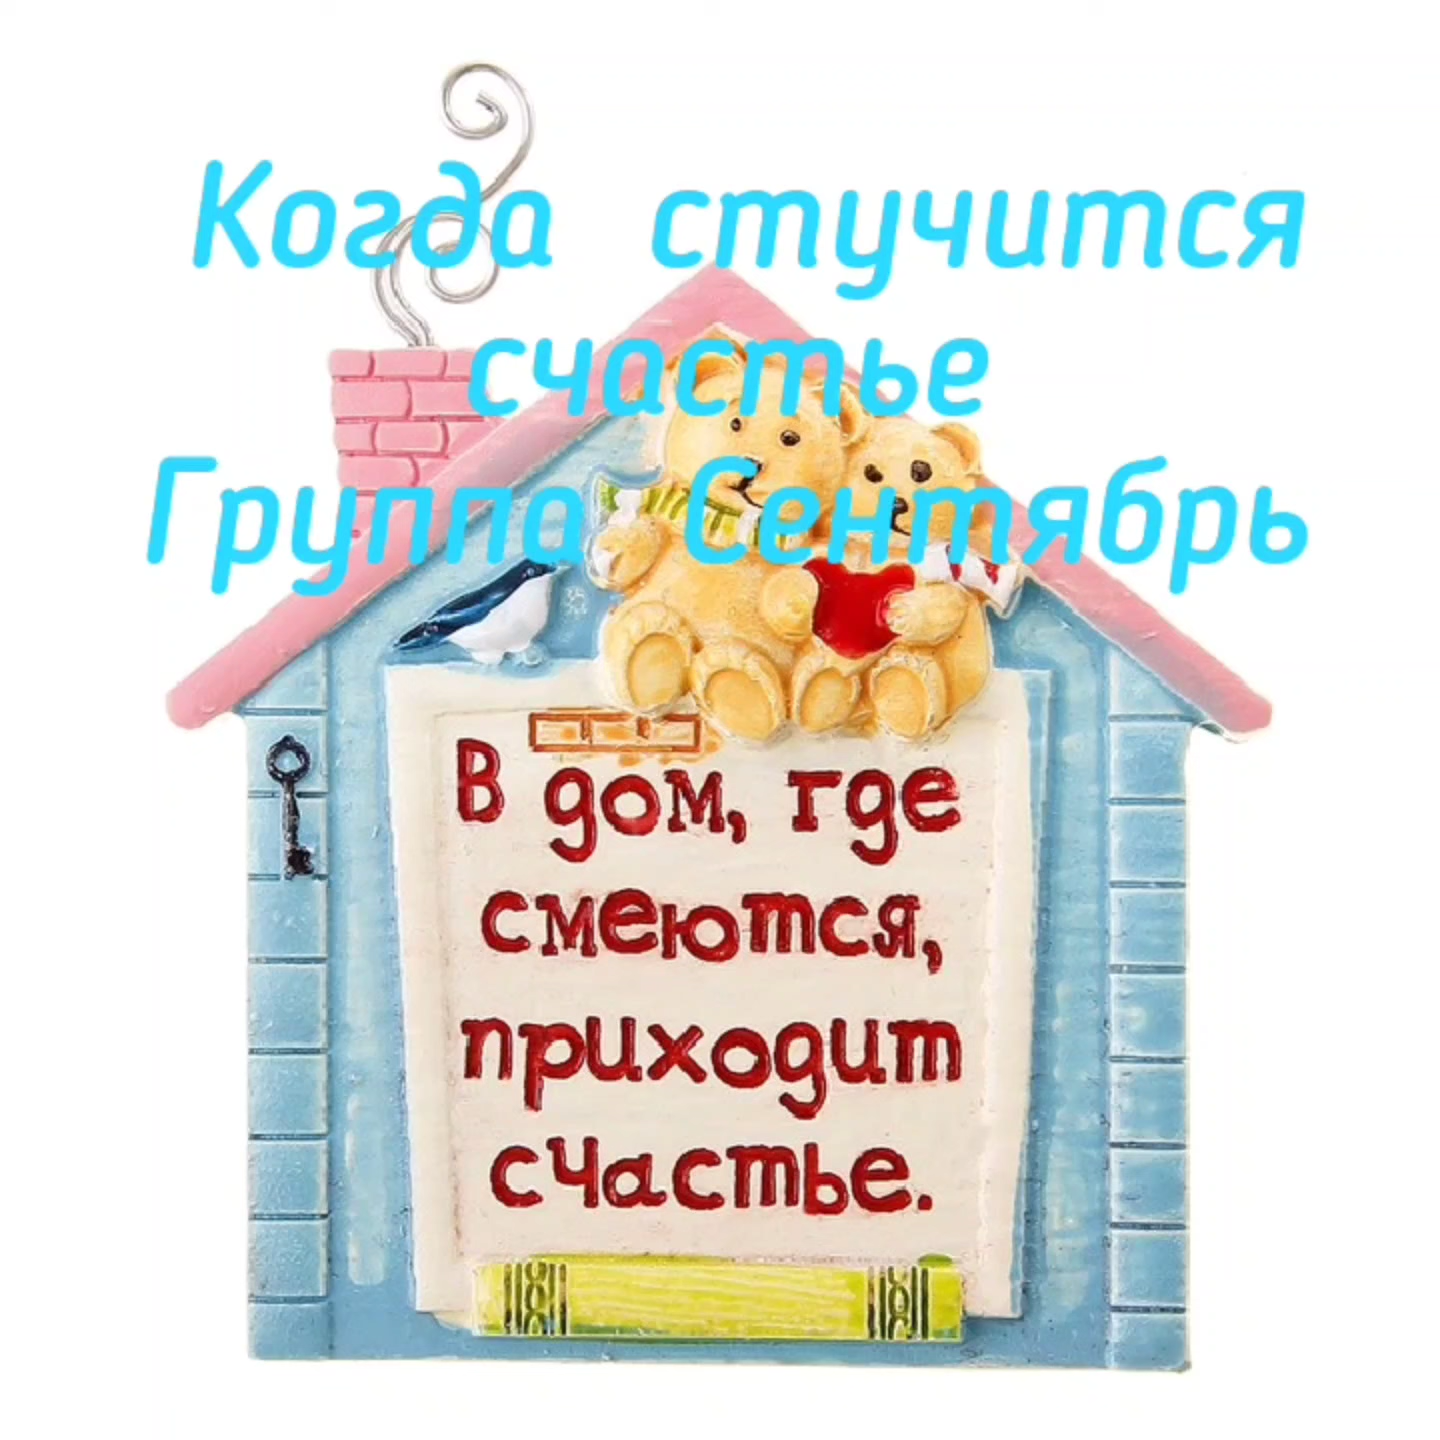 Когда стучится
счастье
Группа Сентябрь
В дом, где
смеются,
приходит
счастье.